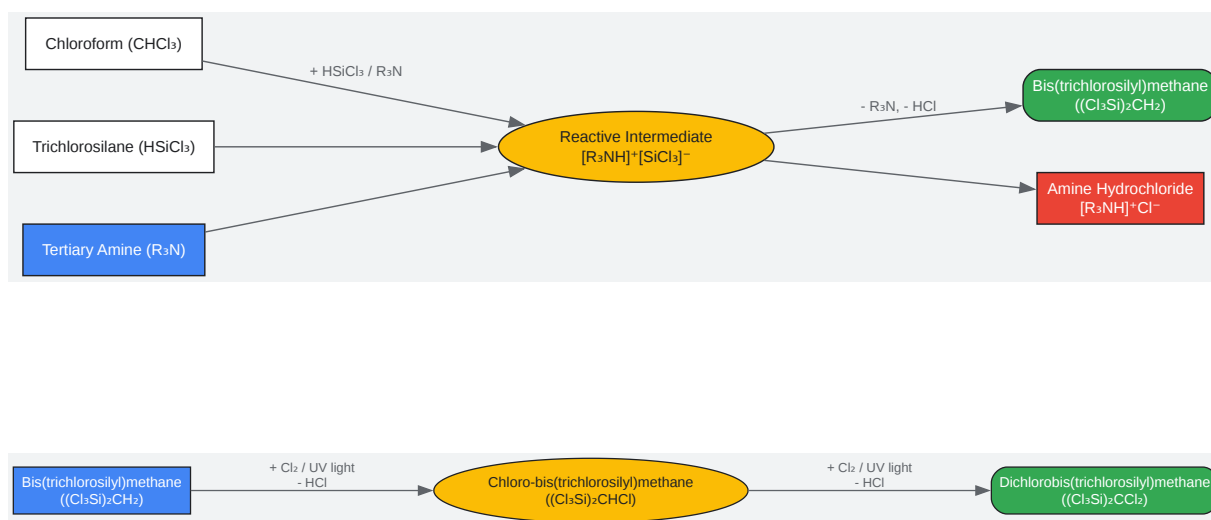 Chloroform (CHCl₃)
+ HSiCl₃ / R₃N
Bis(trichlorosilyl)methane
((Cl₃Si)₂CH₂)
- R₃N, - HCl
Trichlorosilane (HSiCl₃)
Reactive Intermediate
[R₃NH]⁺[SiCl₃]⁻
Amine Hydrochloride
[R₃NH]⁺Cl⁻
Tertiary Amine (R₃N)
Bis(trichlorosilyl)methane
((Cl₃Si)₂CH₂)
+ Cl₂ / UV light
- HCl
Chloro-bis(trichlorosilyl)methane
((Cl₃Si)₂CHCl)
+ Cl₂ / UV light
- HCl
Dichlorobis(trichlorosilyl)methane
((Cl₃Si)₂CCl₂)